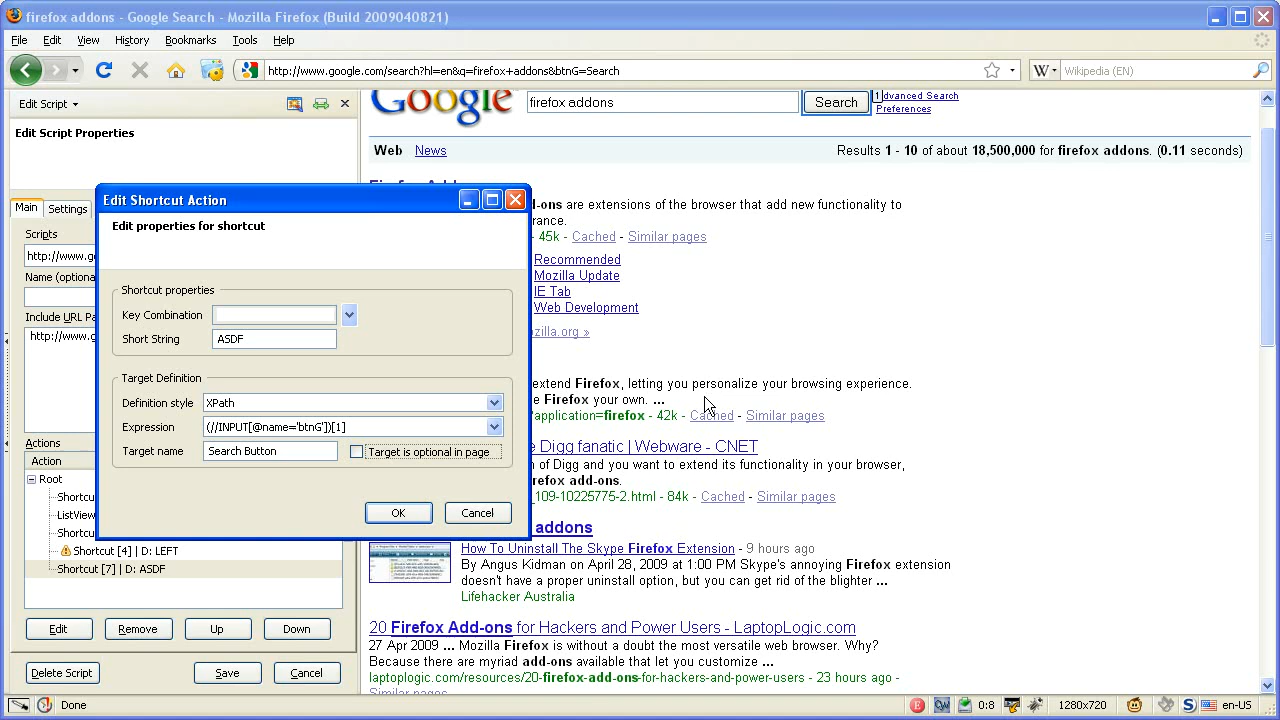 firefox addons - Google Search - Mozilla Firefox (Build 2009040821)
File Edit View History Bookmarks Tools Help
http://www.google.com/search?hl=en&q=firefox+addons&btnG=Search
W Wikipedia (EN)
Edit Script
Edit Script Properties
Main Settings
Scripts
http://www.g
Name (optiona
Include URL Pa
http://www.g
Actions
Action
Root
Shortcu
ListView
Shortcu
Shortcut [4] | D: LEFT
Shortcut [7] | D: ASDF
Edit Remove Up Down
Delete Script Save Cancel
Edit Shortcut Action
Edit properties for shortcut
Shortcut properties
Key Combination
Short String ASDF
Target Definition
Definition style XPath
Expression (//INPUT[@name='btnG'])[1]
Target name Search Button Target is optional in page
OK Cancel
Google firefox addons Search 1 dvanced Search
Preferences
Web News Results 1 - 10 of about 18,500,000 for firefox addons. (0.11 seconds)
d-ons are extensions of the browser that add new functionality to
rance.
- 45k - Cached - Similar pages
Recommended
Mozilla Update
IE Tab
Web Development
zilla.org »
extend Firefox, letting you personalize your browsing experience.
e Firefox your own. ...
?application=firefox - 42k - Cached - Similar pages
e Digg fanatic | Webware - CNET
n of Digg and you want to extend its functionality in your browser,
efox add-ons.
_109-10225775-2.html - 84k - Cached - Similar pages
addons
How To Uninstall The Skype Firefox Extension - 9 hours ago
By Angus Kidman on April 28, 2009 1:00 PM Skypes annoying Firefox extension
doesn't have a proper uninstall option, but you can get rid of the blighter ...
Lifehacker Australia
20 Firefox Add-ons for Hackers and Power Users - LaptopLogic.com
27 Apr 2009 ... Mozilla Firefox is without a doubt the most versatile web browser. Why?
Because there are myriad add-ons available that let you customize ...
laptoplogic.com/resources/20-firefox-add-ons-for-hackers-and-power-users - 23 hours ago -
Similar pages
Done 0:8 1280x720 S en-US